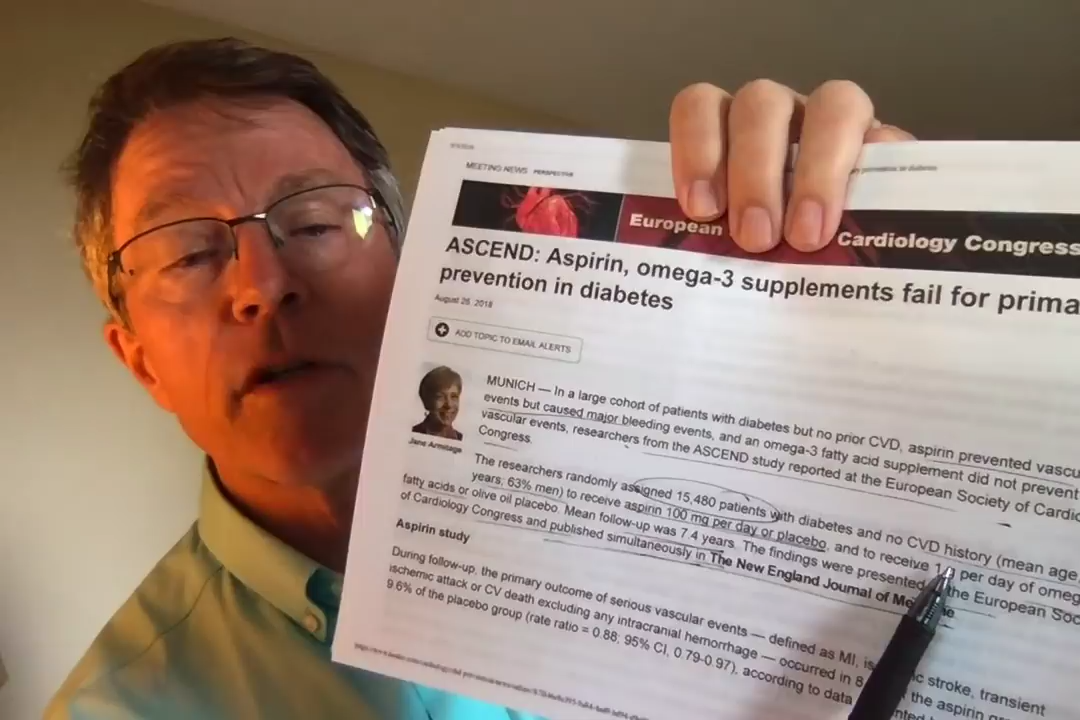 MEETING NEWS PERSPECTIVE
European Cardiology Congress
ASCEND: Aspirin, omega-3 supplements fail for prima
prevention in diabetes
August 26, 2018
ADD TOPIC TO EMAIL ALERTS
Jane Armitage
MUNICH — In a large cohort of patients with diabetes but no prior CVD, aspirin prevented vascu
events but caused major bleeding events, and an omega-3 fatty acid supplement did not prevent
vascular events, researchers from the ASCEND study reported at the European Society of Cardio
Congress.
The researchers randomly assigned 15,480 patients with diabetes and no CVD history (mean age,
years; 63% men) to receive aspirin 100 mg per day or placebo, and to receive 1 per day of omeg
fatty acids or olive oil placebo. Mean follow-up was 7.4 years. The findings were presented the European Soc
of Cardiology Congress and published simultaneously in The New England Journal of Me
Aspirin study
During follow-up, the primary outcome of serious vascular events — defined as MI, is ic stroke, transient
ischemic attack or CV death excluding any intracranial hemorrhage — occurred in 8 the aspirin
9.6% of the placebo group (rate ratio = 0.88; 95% CI, 0.79-0.97), according to data